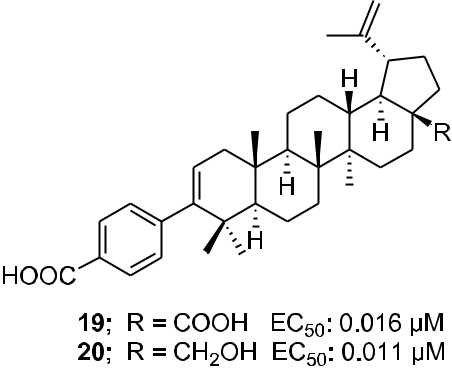 H
H
R
H
H
HOOC
19; R = COOH EC₅₀: 0.016 µM
20; R = CH₂OH EC₅₀: 0.011 µM